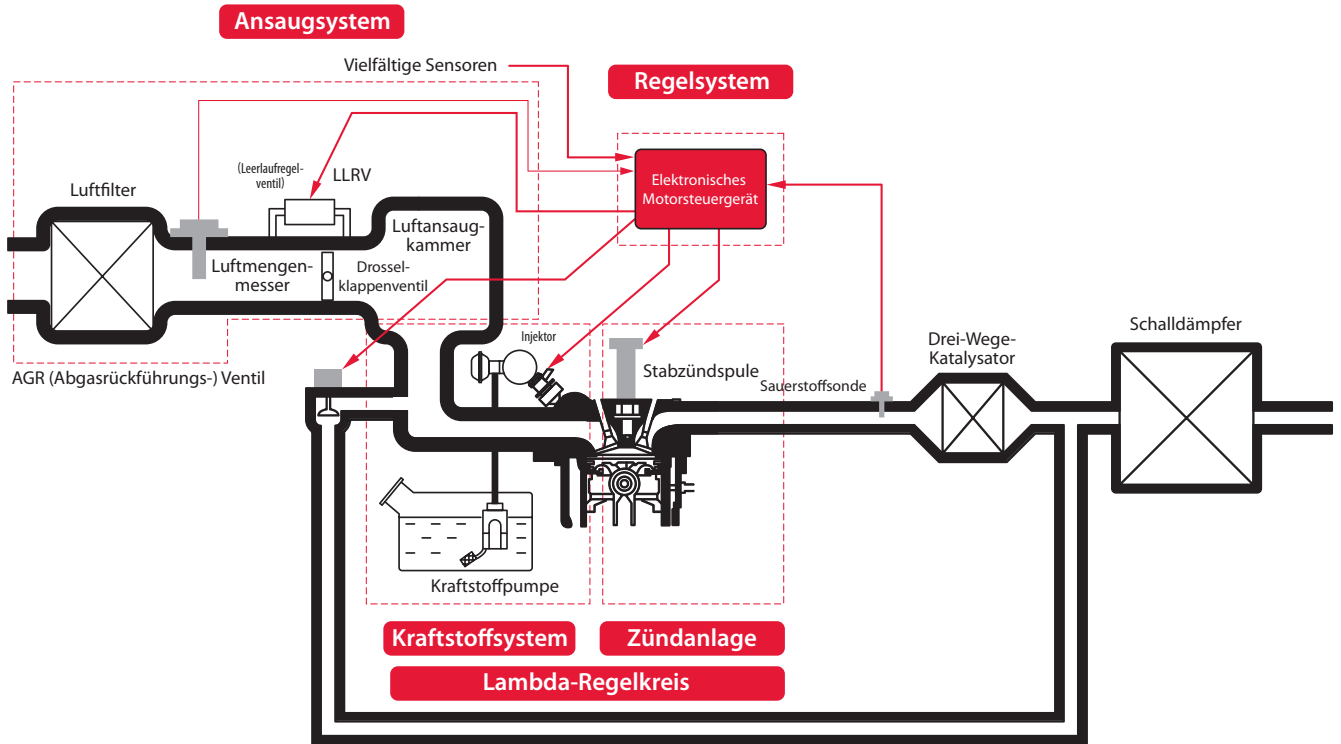 Ansaugsystem
Vielfältige Sensoren
Regelsystem
(Leerlaufregel-
ventil)
LLRV
Luftfilter
Elektronisches
Motorsteuergerät
Luftansaug-
kammer
Luftmengen-
messer
Drossel-
klappenventil
Injektor
Drei-Wege-
Katalysator
Schalldämpfer
AGR (Abgasrückführungs-) Ventil
Stabzündspule
Sauerstoffsonde
Kraftstoffpumpe
Kraftstoffsystem
Zündanlage
Lambda-Regelkreis